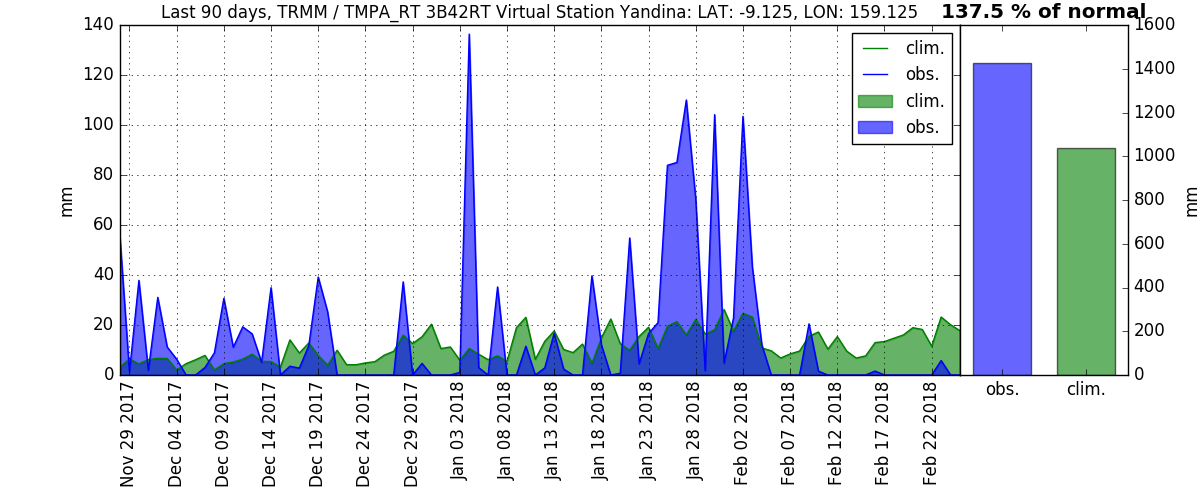 Last 90 days, TRMM / TMPA_RT 3B42RT Virtual Station Yandina: LAT: -9.125, LON: 159.125
137.5 % of normal
140
120
100
80
60
40
20
0
mm
clim.
obs.
clim.
obs.
1600
1400
1200
1000
800
600
400
200
0
mm
Nov 29 2017
Dec 04 2017
Dec 09 2017
Dec 14 2017
Dec 19 2017
Dec 24 2017
Dec 29 2017
Jan 03 2018
Jan 08 2018
Jan 13 2018
Jan 18 2018
Jan 23 2018
Jan 28 2018
Feb 02 2018
Feb 07 2018
Feb 12 2018
Feb 17 2018
Feb 22 2018
obs.
clim.